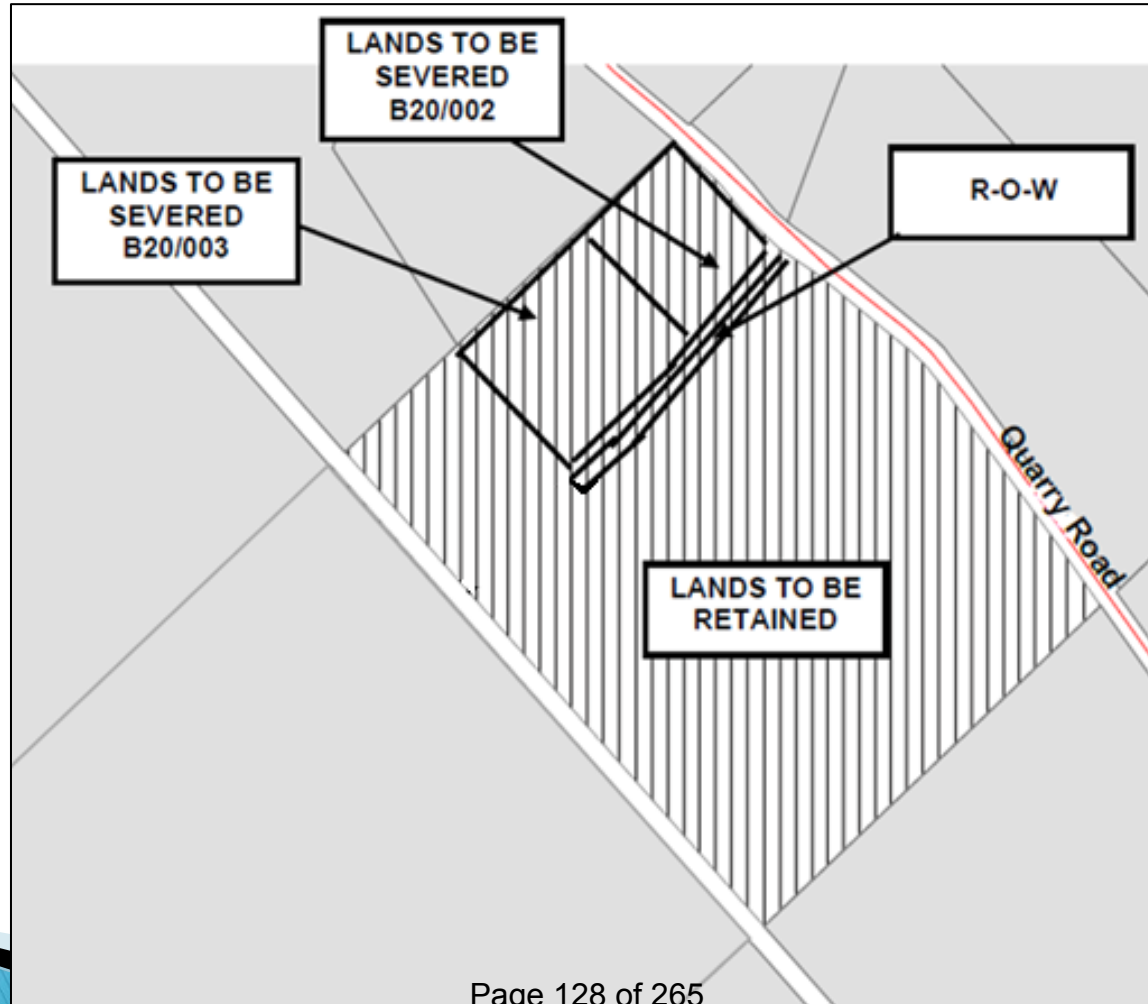 LANDS TO BE
SEVERED
B20/002
LANDS TO BE
SEVERED
B20/003
R-O-W
Quarry Road
LANDS TO BE
RETAINED
Page 128 of 265